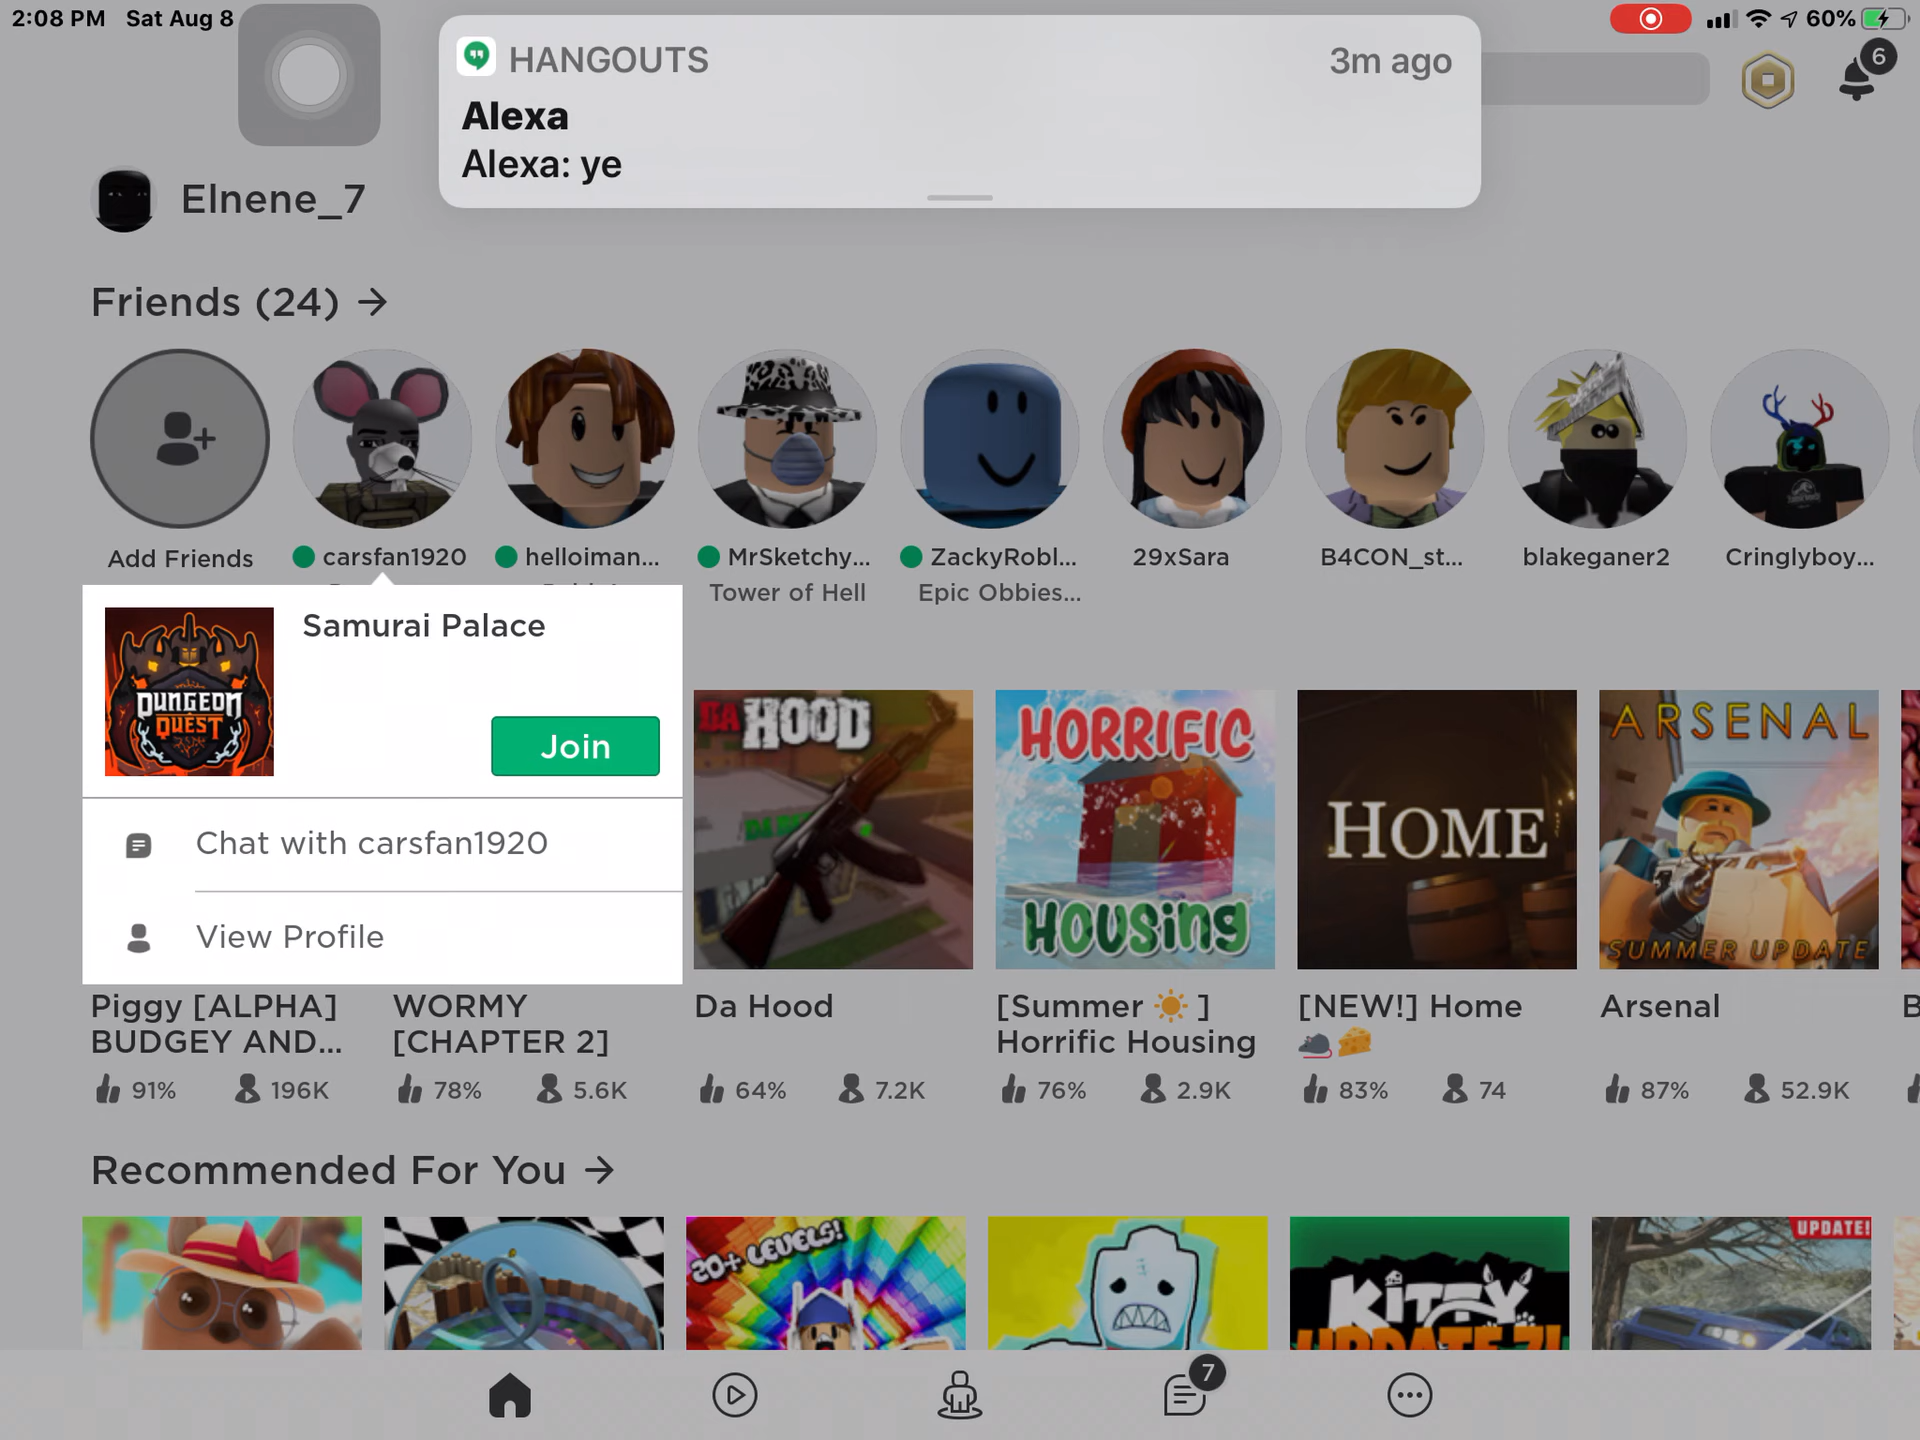 2:08 PM Sat Aug 8
60%
HANGOUTS
3m ago
Alexa
Alexa: ye
6
Elnene_7
Friends (24) →
Add Friends
carsfan1920
helloiman...
MrSketchy...
Tower of Hell
ZackyRobl...
Epic Obbies...
29xSara
B4CON_st...
blakeganer2
Cringlyboy...
DUNGEON
QUEST
Samurai Palace
Join
Chat with carsfan1920
View Profile
DA HOOD
HORRIFIC
HOUSING
HOME
ARSENAL
SUMMER UPDATE
Piggy [ALPHA]
BUDGEY AND...
91% 196K
WORMY
[CHAPTER 2]
78% 5.6K
Da Hood
64% 7.2K
[Summer ☀️ ]
Horrific Housing
76% 2.9K
[NEW!] Home
🐀🧀
83% 74
Arsenal
87% 52.9K
Recommended For You →
20+ LEVELS!
KITTY
UPDATE 7!
UPDATE!
7